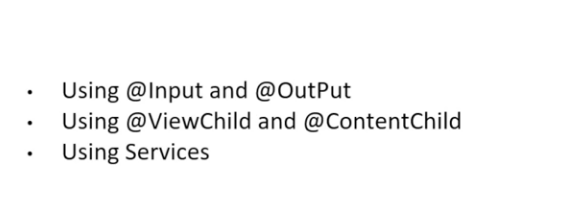 • Using @Input and @OutPut
• Using @ViewChild and @ContentChild
• Using Services